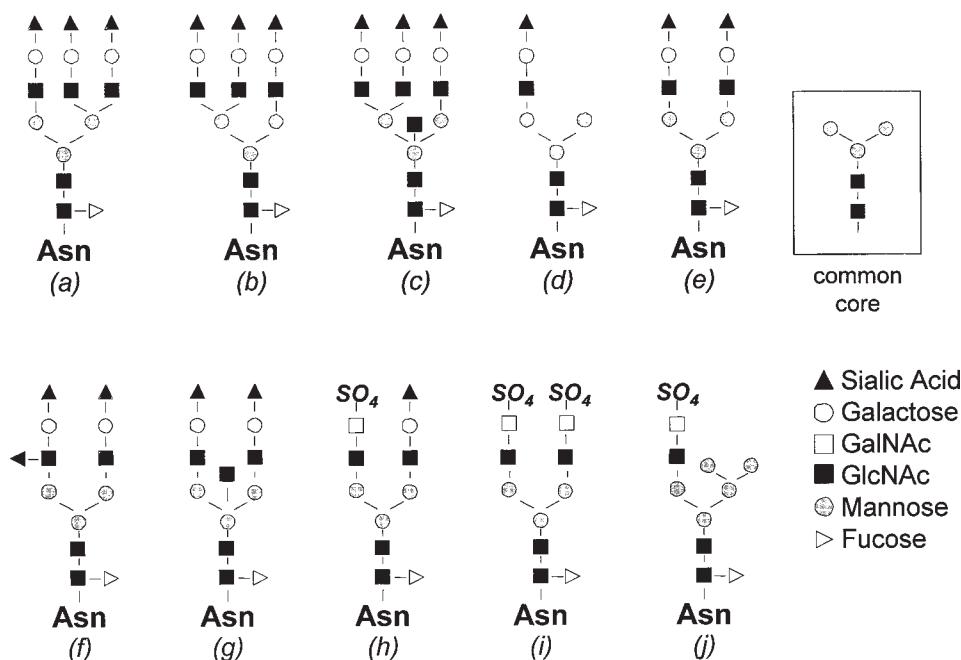 Asn Asn Asn Asn Asn
(a) (b) (c) (d) (e)
common
core
SO4 SO4 SO4 SO4
Sialic Acid
Galactose
GalNAc
GlcNAc
Mannose
Fucose
Asn Asn Asn Asn Asn
(f) (g) (h) (i) (j)